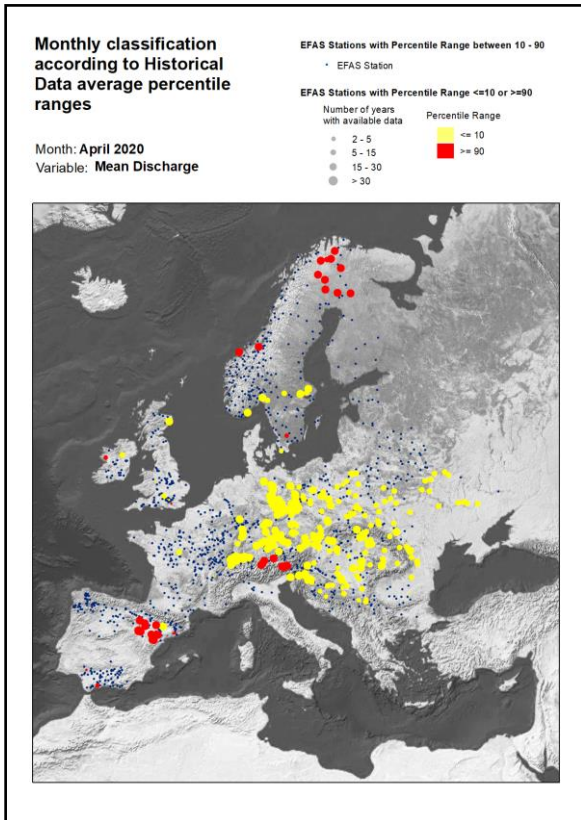 Monthly classification
according to Historical
Data average percentile
ranges
Month: April 2020
Variable: Mean Discharge
EFAS Stations with Percentile Range between 10 - 90
EFAS Station
EFAS Stations with Percentile Range <=10 or >=90
Number of years
with available data
2 - 5
5 - 15
15 - 30
> 30
Percentile Range
<= 10
>= 90